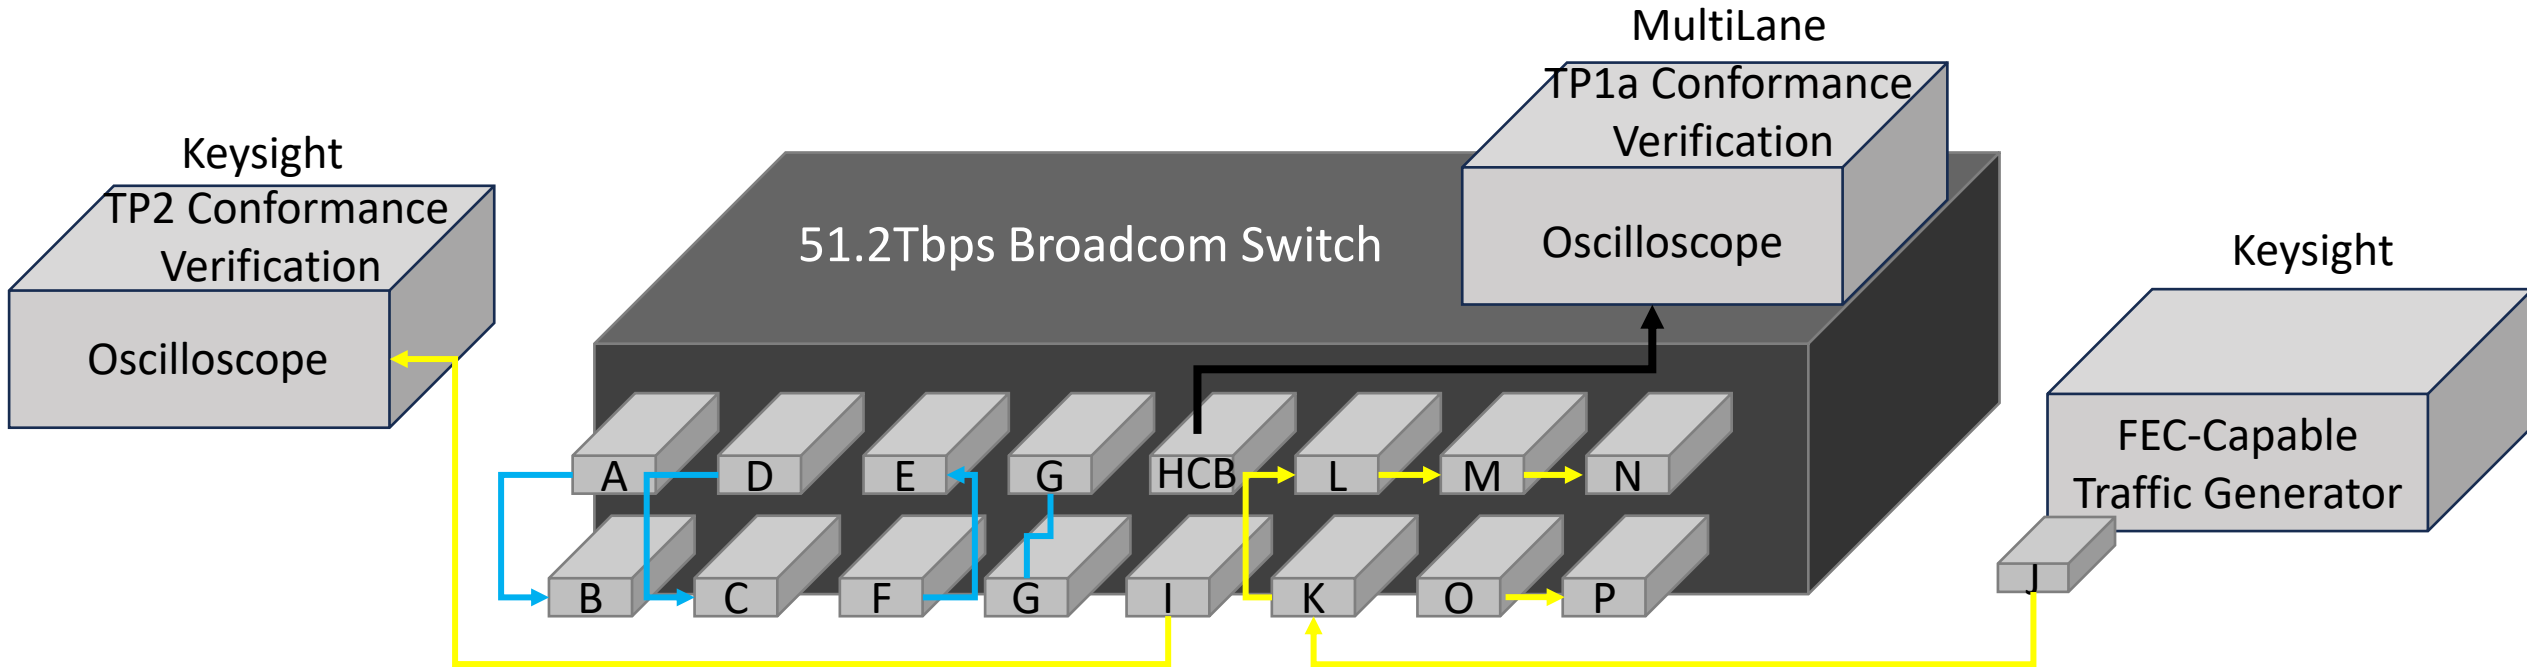 MultiLane
TP1a Conformance
Verification
Oscilloscope
Keysight
TP2 Conformance
Verification
Oscilloscope
51.2Tbps Broadcom Switch
Keysight
FEC-Capable
Traffic Generator
A D E G HCB L M N
B C F G I K O P
J